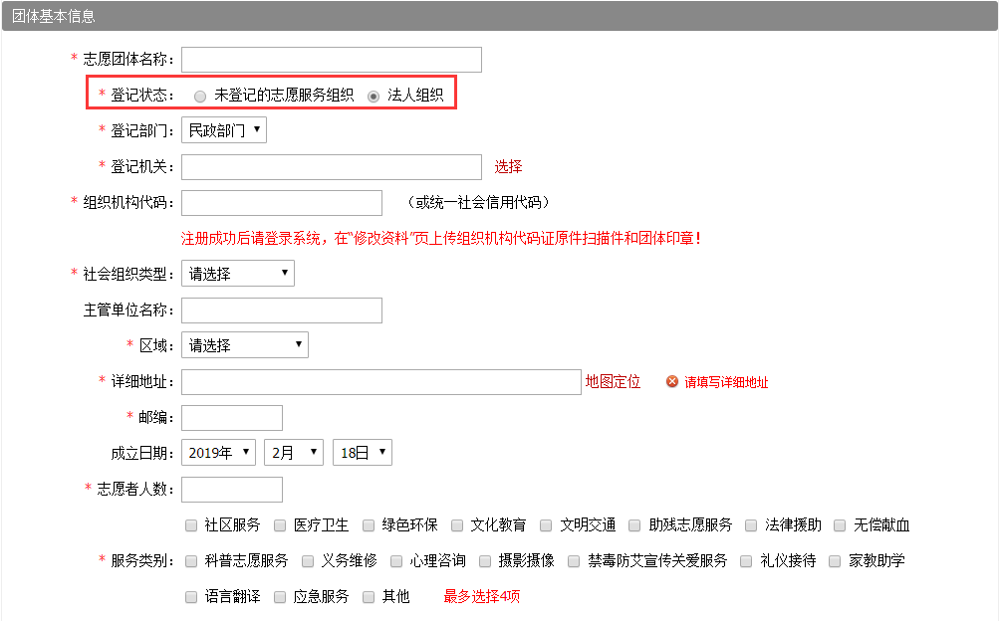 团体基本信息
* 志愿团体名称：
* 登记状态： 未登记的志愿服务组织 法人组织
* 登记部门： 民政部门
* 登记机关： 选择
* 组织机构代码： （或统一社会信用代码）
注册成功后请登录系统，在“修改资料”页上传组织机构代码证原件扫描件和团体印章！
* 社会组织类型： 请选择
主管单位名称：
* 区域： 请选择
* 详细地址： 地图定位 请填写详细地址
* 邮编：
成立日期： 2019年 2月 18日
* 志愿者人数：
社区服务 医疗卫生 绿色环保 文化教育 文明交通 助残志愿服务 法律援助 无偿献血
* 服务类别： 科普志愿服务 义务维修 心理咨询 摄影摄像 禁毒防艾宣传关爱服务 礼仪接待 家教助学
语言翻译 应急服务 其他 最多选择4项